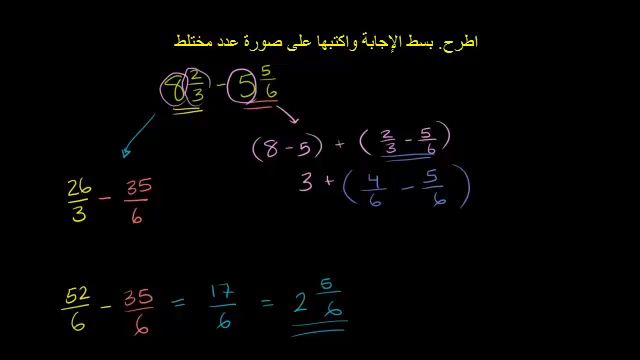 اطرح. بسط الإجابة واكتبها على صورة عدد مختلط
8 2/3 - 5 5/6
(8 - 5) + (2/3 - 5/6)
3 + (4/6 - 5/6)
26/3 - 35/6
52/6 - 35/6 = 17/6 = 2 5/6